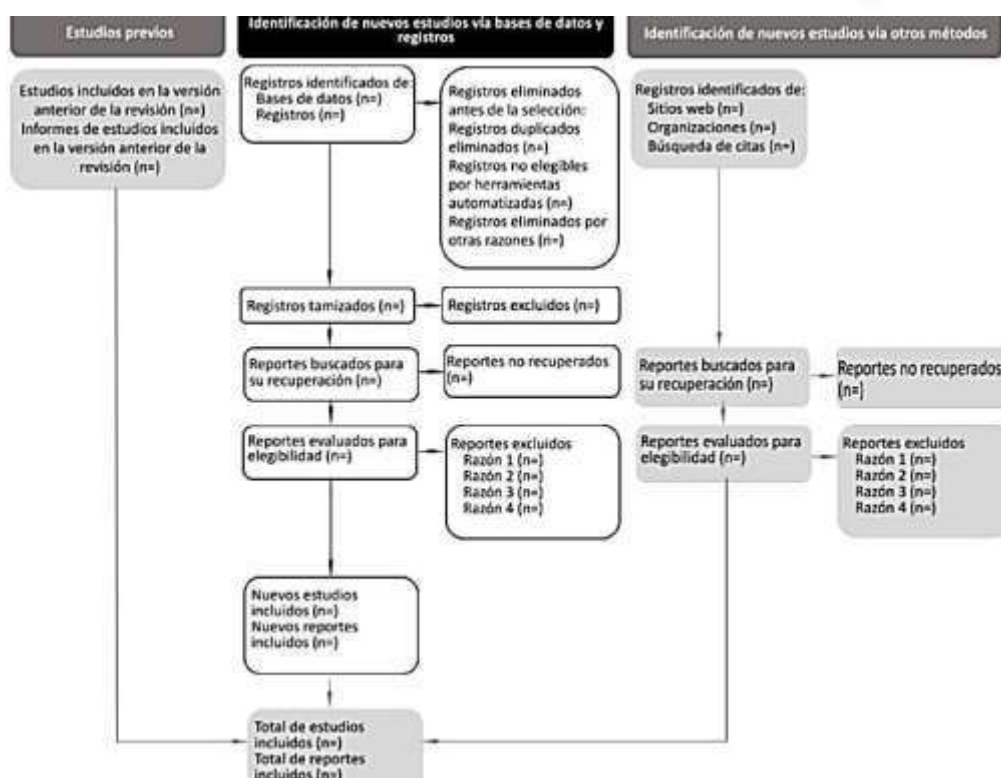 Estudios previos
Identificación de nuevos estudios vía bases de datos y
registros
Identificación de nuevos estudios via otros métodos
Estudios incluidos en la versión
anterior de la revisión (n=)
Informes de estudios incluidos
en la versión anterior de la
revisión (n=)
Registros identificados de:
Bases de datos (n=)
Registros (n=)
Registros eliminados
antes de la selección:
Registros duplicados
eliminados (n=)
Registros no elegibles
por herramientas
automatizadas (n=)
Registros eliminados por
otras razones (n=)
Registros identificados de:
Sitios web (n=)
Organizaciones (n=)
Búsqueda de citas (n=)
Registros tamizados (n=)
Registros excluidos (n=)
Reportes buscados para
su recuperación (n=)
Reportes no recuperados
(n=)
Reportes buscados para
su recuperación (n=)
Reportes no recuperados
(n=)
Reportes evaluados para
elegibilidad (n=)
Reportes excluidos
Razón 1 (n=)
Razón 2 (n=)
Razón 3 (n=)
Razón 4 (n=)
Reportes evaluados para
elegibilidad (n=)
Reportes excluidos
Razón 1 (n=)
Razón 2 (n=)
Razón 3 (n=)
Razón 4 (n=)
Nuevos estudios
incluidos (n=)
Nuevos reportes
incluidos (n=)
Total de estudios
incluidos (n=)
Total de reportes
incluidos (n=)